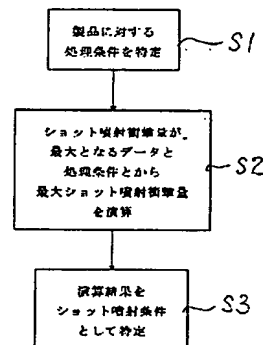 製品に対する
処理条件を特定
S1
ショット噴射衝撃量が
最大となるデータと
処理条件とから
最大ショット噴射衝撃量
を演算
S2
演算結果を
ショット噴射条件
として特定
S3